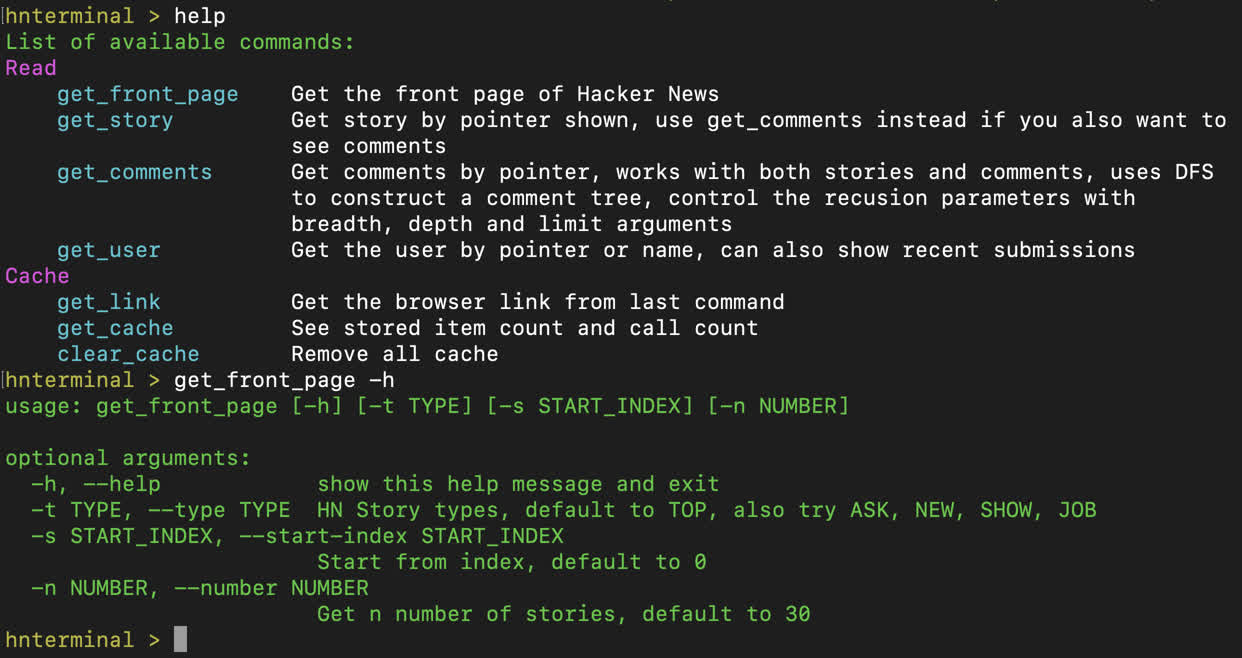 hnterminal > help
List of available commands:
Read
get_front_page    Get the front page of Hacker News
get_story         Get story by pointer shown, use get_comments instead if you also want to
see comments
get_comments      Get comments by pointer, works with both stories and comments, uses DFS
to construct a comment tree, control the recusion parameters with
breadth, depth and limit arguments
get_user          Get the user by pointer or name, can also show recent submissions
Cache
get_link          Get the browser link from last command
get_cache         See stored item count and call count
clear_cache       Remove all cache
hnterminal > get_front_page -h
usage: get_front_page [-h] [-t TYPE] [-s START_INDEX] [-n NUMBER]
optional arguments:
-h, --help            show this help message and exit
-t TYPE, --type TYPE  HN Story types, default to TOP, also try ASK, NEW, SHOW, JOB
-s START_INDEX, --start-index START_INDEX
Start from index, default to 0
-n NUMBER, --number NUMBER
Get n number of stories, default to 30
hnterminal >